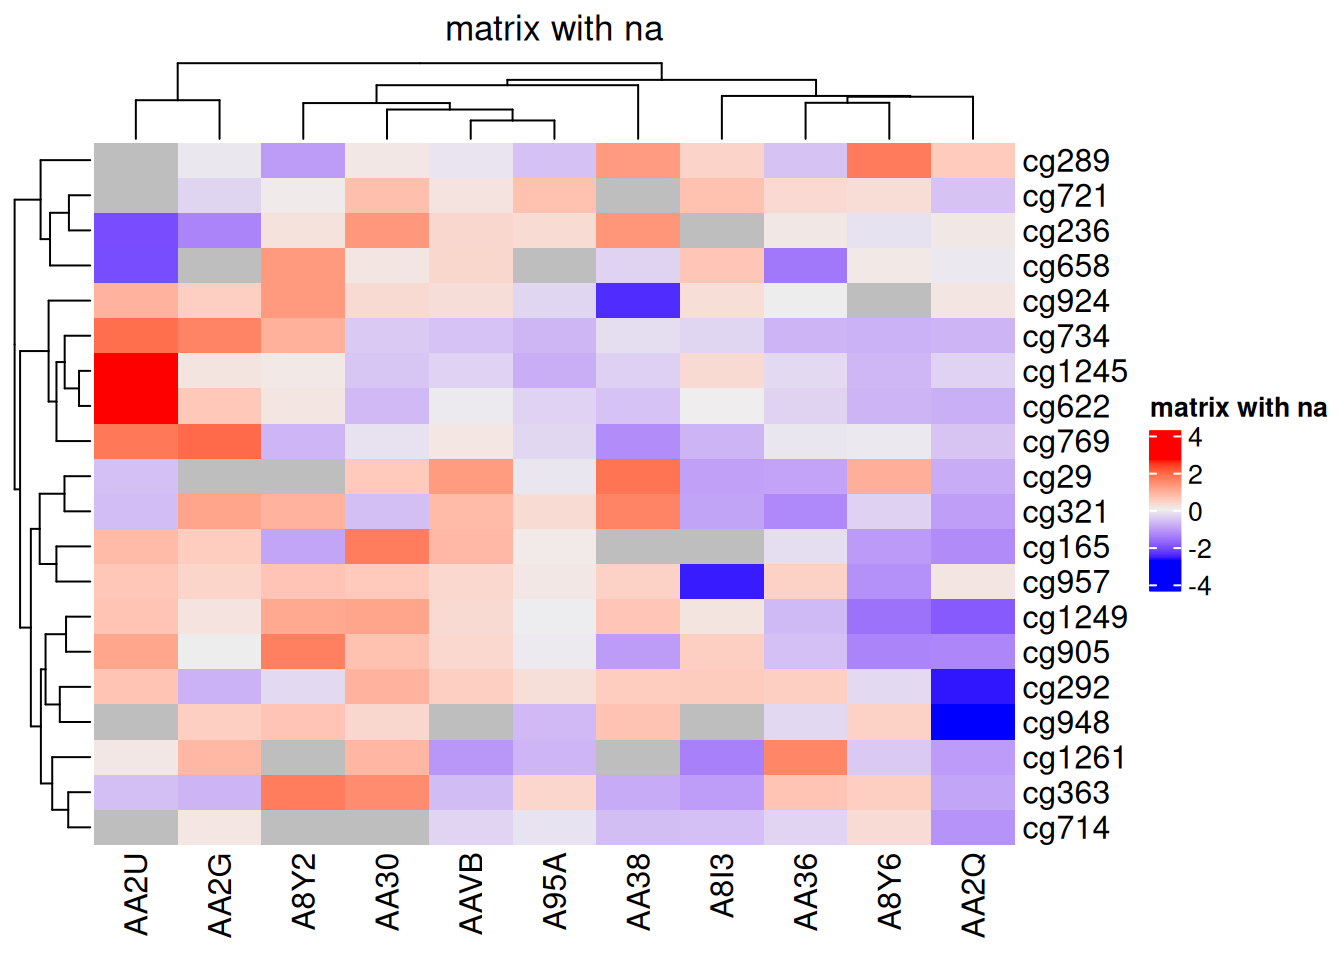 matrix with na
cg289
cg721
cg236
cg658
cg924
cg734
cg1245
cg622
cg769
cg29
cg321
cg165
cg957
cg1249
cg905
cg292
cg948
cg1261
cg363
cg714
AA2U
AA2G
A8Y2
AA30
AAVB
A95A
AA38
A8I3
AA36
A8Y6
AA2Q
matrix with na
4
2
0
-2
-4